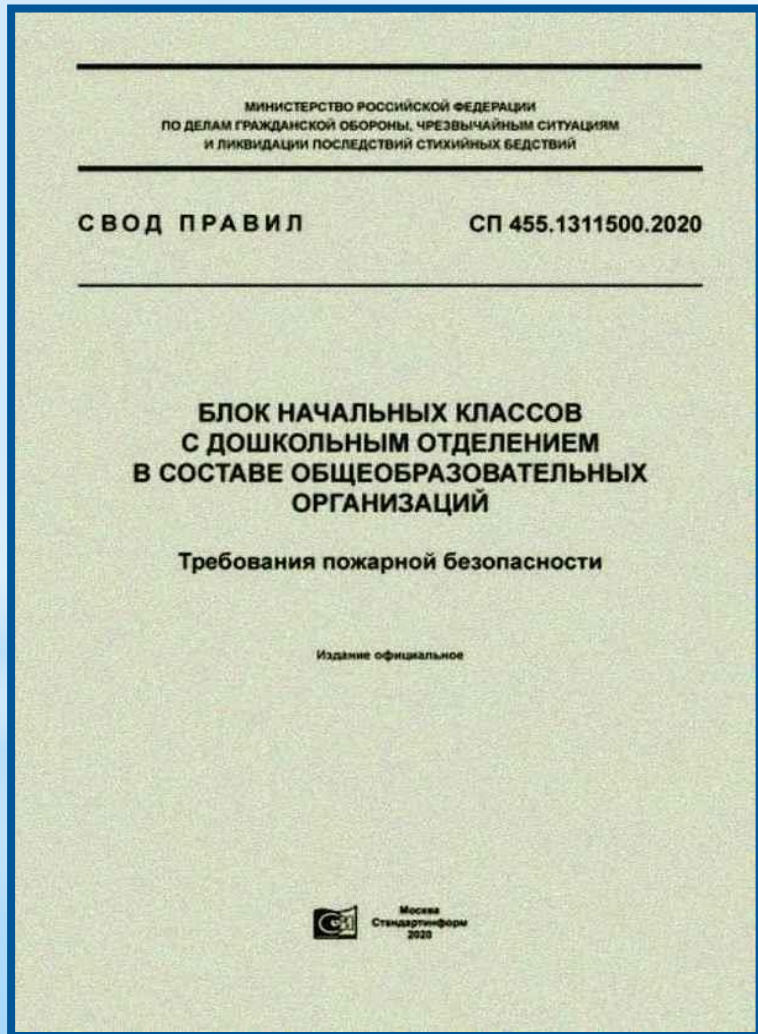 МИНИСТЕРСТВО РОССИЙСКОЙ ФЕДЕРАЦИИ
ПО ДЕЛАМ ГРАЖДАНСКОЙ ОБОРОНЫ, ЧРЕЗВЫЧАЙНЫМ СИТУАЦИЯМ
И ЛИКВИДАЦИИ ПОСЛЕДСТВИЙ СТИХИЙНЫХ БЕДСТВИЙ
СВОД ПРАВИЛ СП 455.1311500.2020
БЛОК НАЧАЛЬНЫХ КЛАССОВ
С ДОШКОЛЬНЫМ ОТДЕЛЕНИЕМ
В СОСТАВЕ ОБЩЕОБРАЗОВАТЕЛЬНЫХ
ОРГАНИЗАЦИЙ
Требования пожарной безопасности
Издание официальное
Москва
Стандартинформ
2020